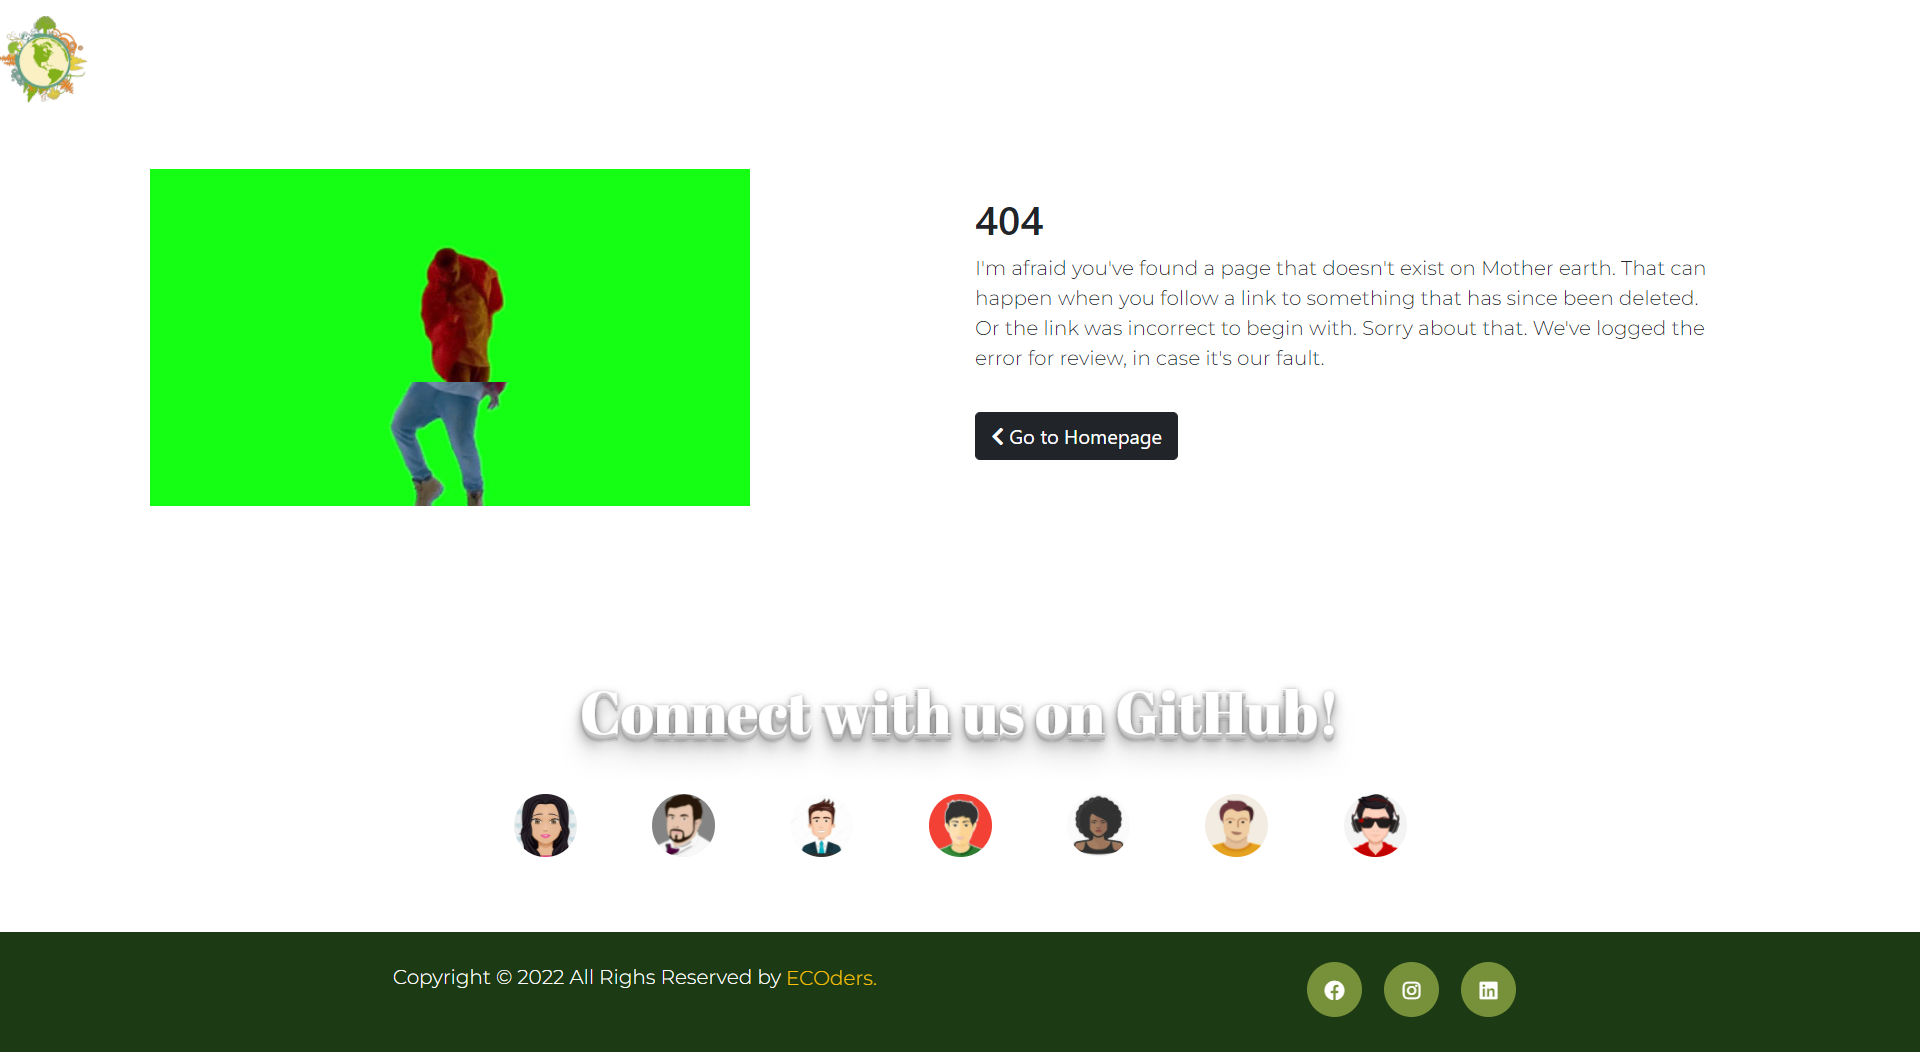 404
I'm afraid you've found a page that doesn't exist on Mother earth. That can
happen when you follow a link to something that has since been deleted.
Or the link was incorrect to begin with. Sorry about that. We've logged the
error for review, in case it's our fault.
Go to Homepage
Connect with us on GitHub!
Copyright © 2022 All Righs Reserved by ECOders.